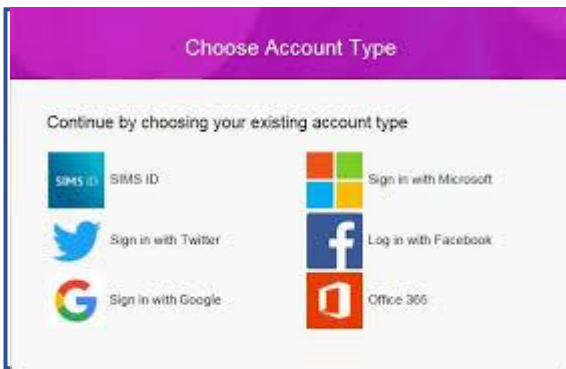 Choose Account Type
Continue by choosing your existing account type
SIMS ID SIMS ID
Sign in with Microsoft
Sign in with Twitter
Log in with Facebook
Sign in with Google
Office 365